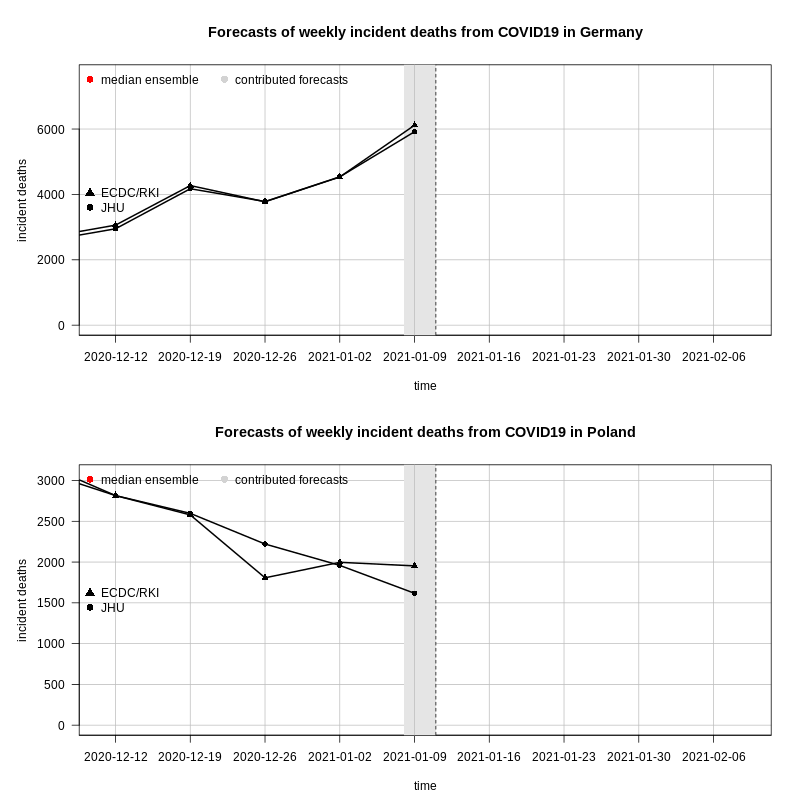 Forecasts of weekly incident deaths from COVID19 in Germany
median ensemble contributed forecasts
6000
4000
2000
0
incident deaths
ECDC/RKI
JHU
2020-12-12 2020-12-19 2020-12-26 2021-01-02 2021-01-09 2021-01-16 2021-01-23 2021-01-30 2021-02-06
time
Forecasts of weekly incident deaths from COVID19 in Poland
median ensemble contributed forecasts
3000
2500
2000
1500
1000
500
0
incident deaths
ECDC/RKI
JHU
2020-12-12 2020-12-19 2020-12-26 2021-01-02 2021-01-09 2021-01-16 2021-01-23 2021-01-30 2021-02-06
time